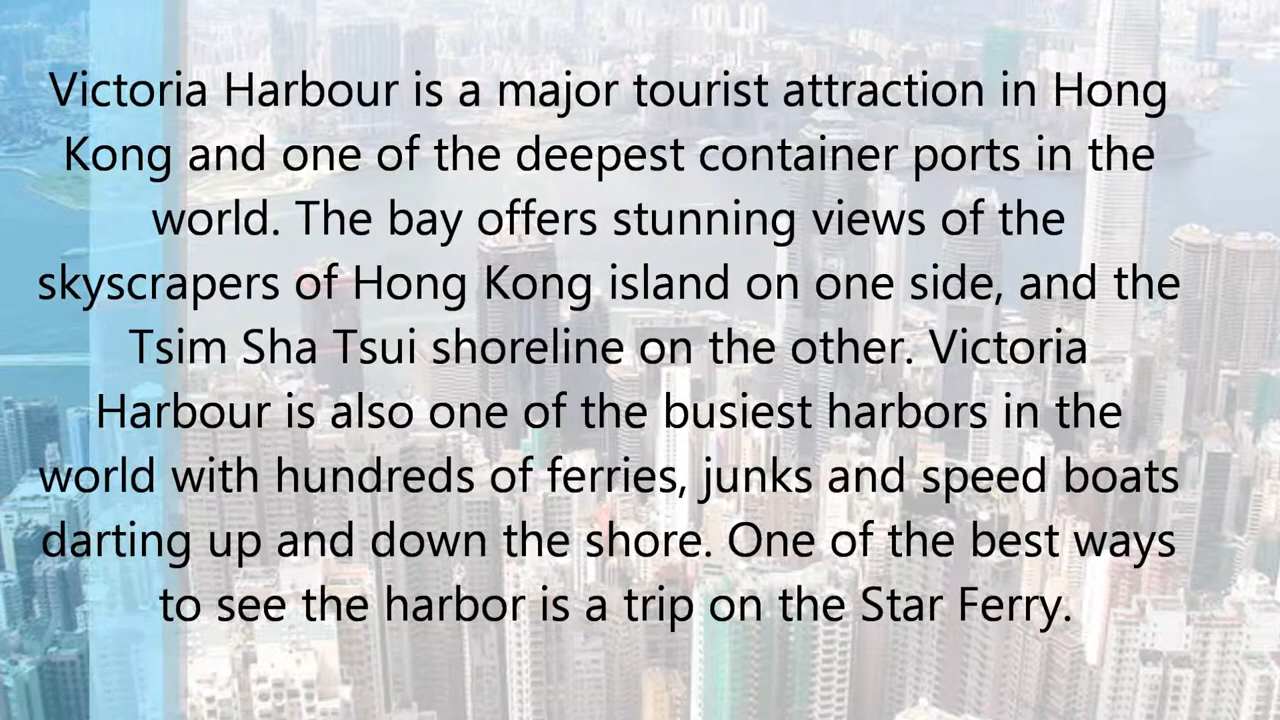 Victoria Harbour is a major tourist attraction in Hong
Kong and one of the deepest container ports in the
world. The bay offers stunning views of the
skyscrapers of Hong Kong island on one side, and the
Tsim Sha Tsui shoreline on the other. Victoria
Harbour is also one of the busiest harbors in the
world with hundreds of ferries, junks and speed boats
darting up and down the shore. One of the best ways
to see the harbor is a trip on the Star Ferry.